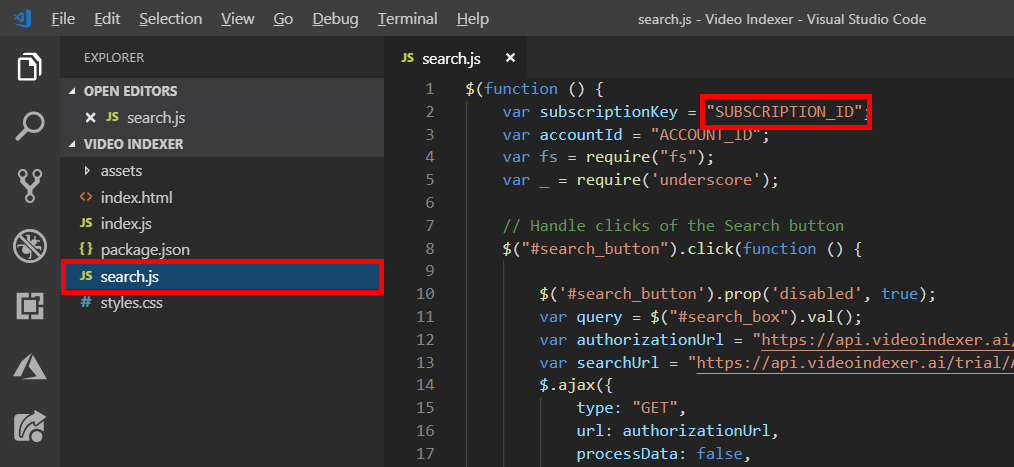 File Edit Selection View Go Debug Terminal Help search.js - Video Indexer - Visual Studio Code
EXPLORER
OPEN EDITORS
JS search.js
VIDEO INDEXER
assets
<> index.html
JS index.js
{ } package.json
JS search.js
# styles.css
JS search.js
1 $(function () {
2 var subscriptionKey = "SUBSCRIPTION_ID";
3 var accountId = "ACCOUNT_ID";
4 var fs = require("fs");
5 var _ = require('underscore');
6
7 // Handle clicks of the Search button
8 $("#search_button").click(function () {
9
10 $('#search_button').prop('disabled', true);
11 var query = $("#search_box").val();
12 var authorizationUrl = "https://api.videoindexer.ai/
13 var searchUrl = "https://api.videoindexer.ai/trial/A
14 $.ajax({
15 type: "GET",
16 url: authorizationUrl,
17 processData: false,